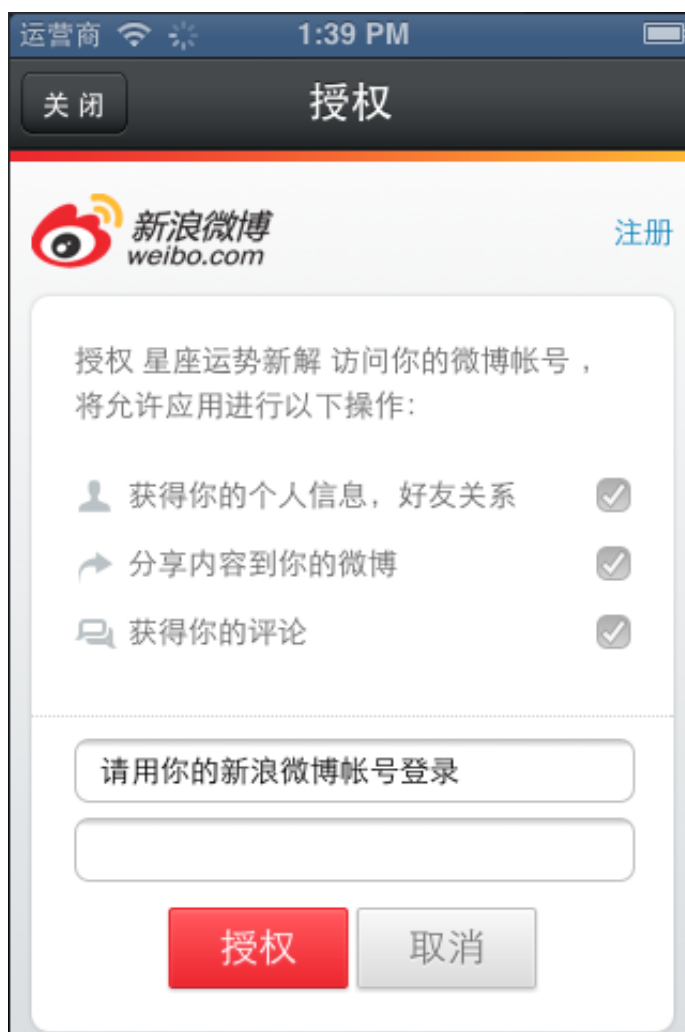 运营商 1:39 PM
关 闭 授权
新浪微博
weibo.com
注册
授权 星座运势新解 访问你的微博帐号，
将允许应用进行以下操作：
获得你的个人信息，好友关系
分享内容到你的微博
获得你的评论
请用你的新浪微博帐号登录
授权 取消